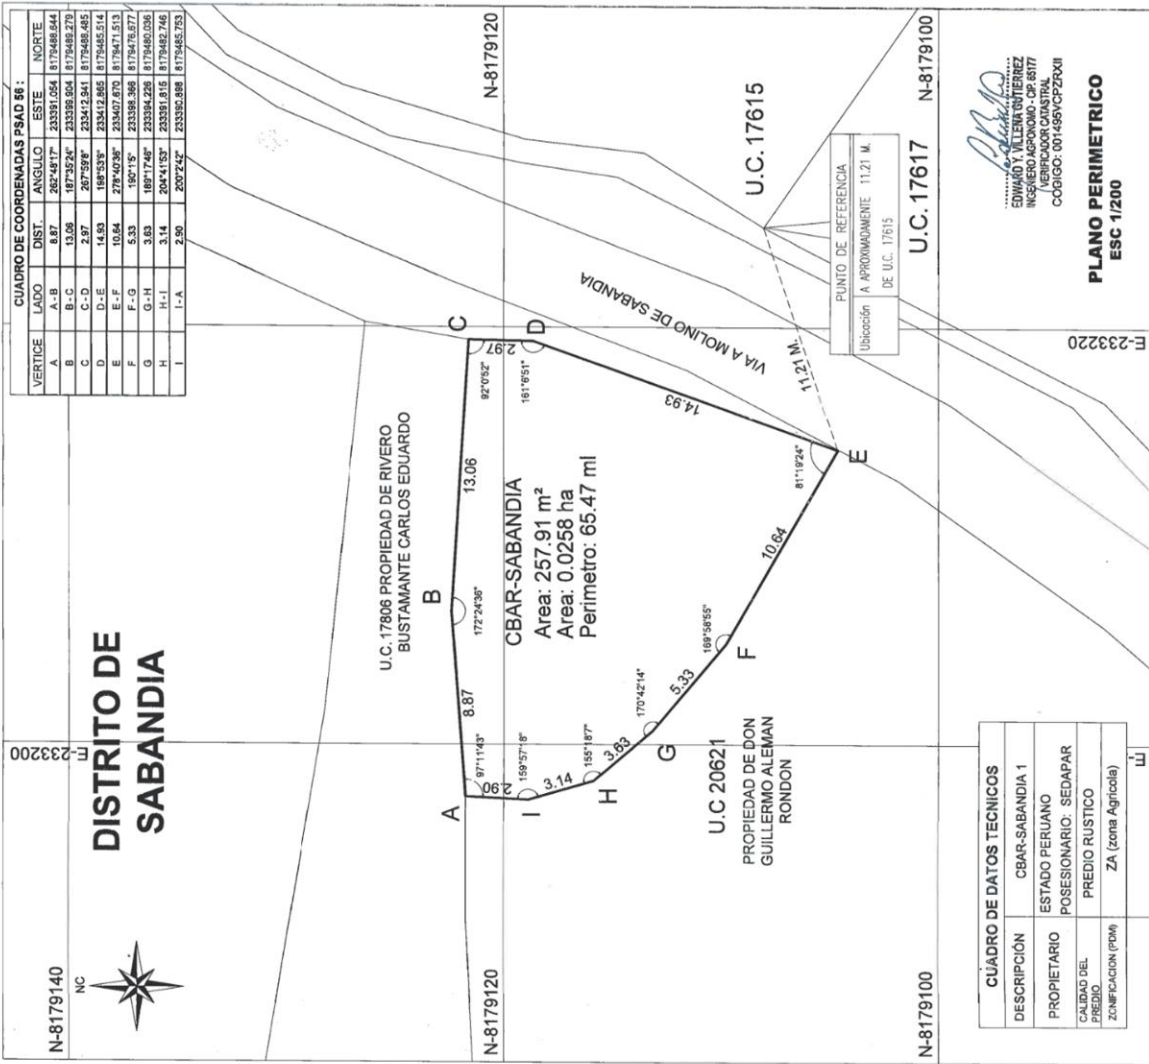 DISTRITO DE
SABANDIA
NC
N-8179140
N-8179120
N-8179100
N-8179120
N-8179100
E-233200
E-233220
E'
CUADRO DE COORDENADAS PSAD 56 :
VERTICE LADO DIST. ANGULO ESTE NORTE
A A - B 8.87 262°48'17" 233391.054 8179488.644
B B - C 13.06 187°35'24" 233399.904 8179489.279
C C - D 2.97 267°59'8" 233412.941 8179488.485
D D - E 14.93 198°53'9" 233412.865 8179485.514
E E - F 10.64 278°40'36" 233407.670 8179471.513
F F - G 5.33 190°1'5" 233398.366 8179476.677
G G - H 3.63 189°17'46" 233394.226 8179480.036
H H - I 3.14 204°41'53" 233391.815 8179482.746
I I - A 2.90 200°2'42" 233390.898 8179485.753
U.C. 17806 PROPIEDAD DE RIVERO
BUSTAMANTE CARLOS EDUARDO
A
B
C
D
E
F
G
H
I
8.87
13.06
2.97
14.93
10.64
5.33
3.63
3.14
2.90
97°11'43"
172°24'36"
92°0'52"
161°6'51"
81°19'24"
169°58'55"
170°42'14"
155°18'7"
159°57'18"
CBAR-SABANDIA
Area: 257.91 m²
Area: 0.0258 ha
Perimetro: 65.47 ml
VIA A MOLINO DE SABANDIA
11.21 M.
U.C. 17615
PUNTO DE REFERENCIA
Ubicación A APROXIMADAMENTE 11.21 M.
DE U.C. 17615
U.C. 17617
U.C 20621
PROPIEDAD DE DON
GUILLERMO ALEMAN
RONDON
CUADRO DE DATOS TECNICOS
DESCRIPCIÓN CBAR-SABANDIA 1
PROPIETARIO ESTADO PERUANO
POSESIONARIO: SEDAPAR
CALIDAD DEL
PREDIO PREDIO RUSTICO
ZONIFICACION (PDM) ZA (zona Agricola)
EDWARD Y. VILLENA GUTIERREZ
INGENIERO AGRONOMO - CIP. 65177
VERIFICADOR CATASTRAL
CODIGO: 001495VCPZRXII
PLANO PERIMETRICO
ESC 1/200